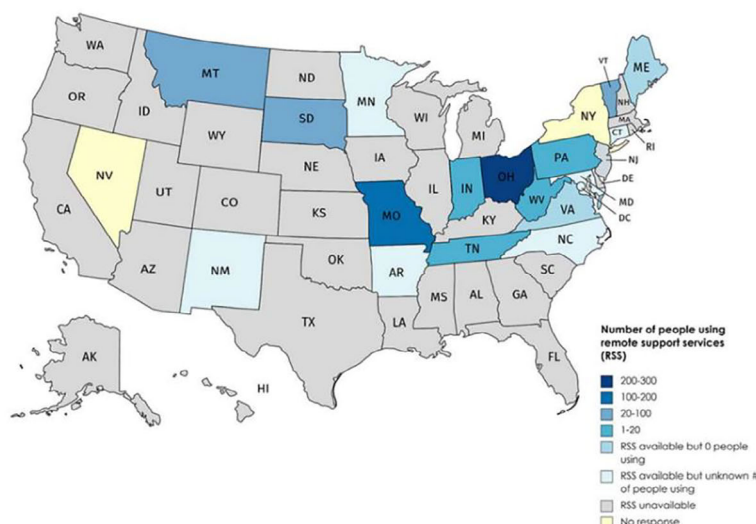 WA
MT
ND
MN
ME
VT
NH
OR
ID
SD
WI
MI
NY
MA
CT
RI
WY
NE
IA
PA
NJ
NV
UT
CO
IL
IN
OH
WV
DE
MD
DC
CA
KS
MO
KY
VA
AZ
NM
OK
AR
TN
NC
SC
TX
LA
MS
AL
GA
FL
AK
HI
Number of people using
remote support services
(RSS)
200-300
100-200
20-100
1-20
RSS available but 0 people
using
RSS available but unknown #
of people using
RSS unavailable
No response